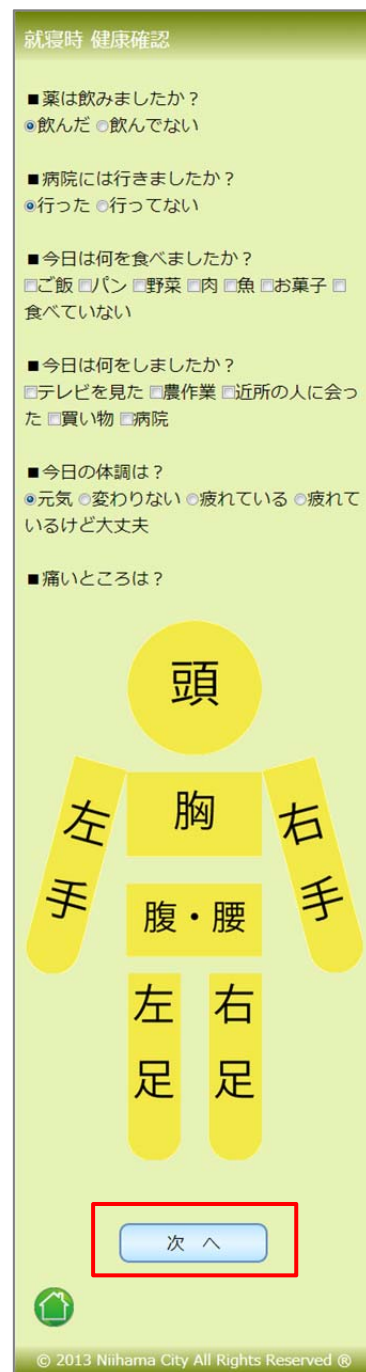 就寝時 健康確認
■薬は飲みましたか？
飲んだ 飲んでない
■病院には行きましたか？
行った 行ってない
■今日は何を食べましたか？
ご飯 パン 野菜 肉 魚 お菓子
食べていない
■今日は何をしましたか？
テレビを見た 農作業 近所の人に会っ
た 買い物 病院
■今日の体調は？
元気 変わりない 疲れている 疲れて
いるけど大丈夫
■痛いところは？
頭
左手
胸
右手
腹・腰
左足
右足
次 へ
© 2013 Niihama City All Rights Reserved ®